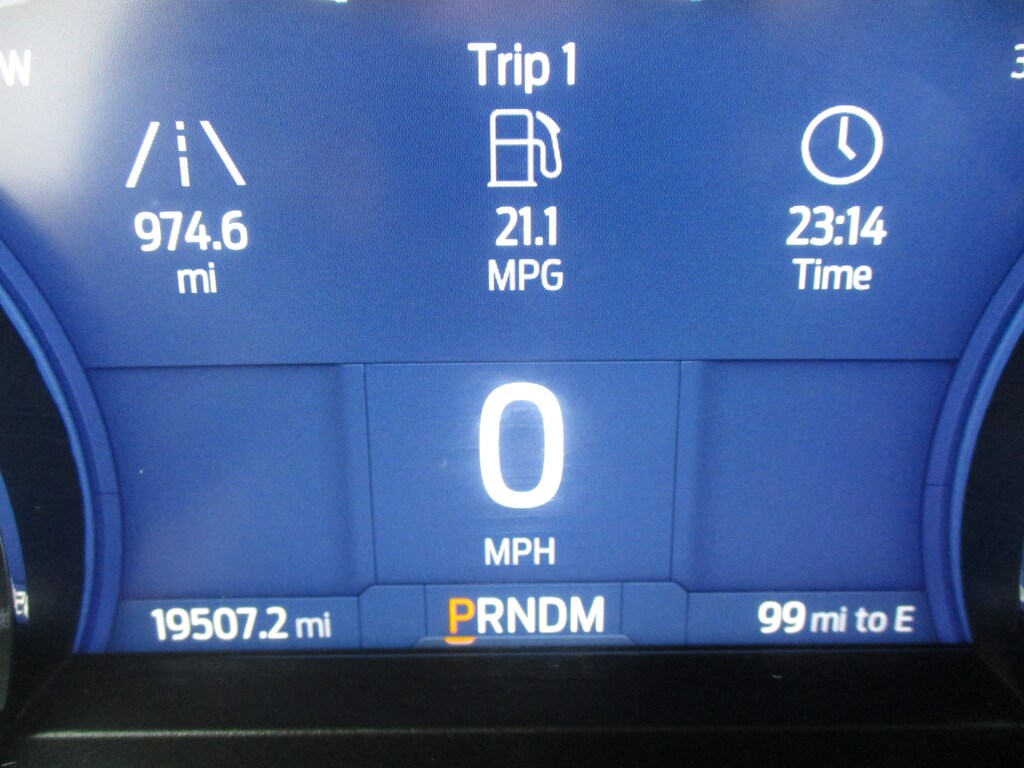 W Trip 1 3
974.6 21.1 23:14
mi MPG Time
0
MPH
19507.2 mi PRNDM 99 mi to E